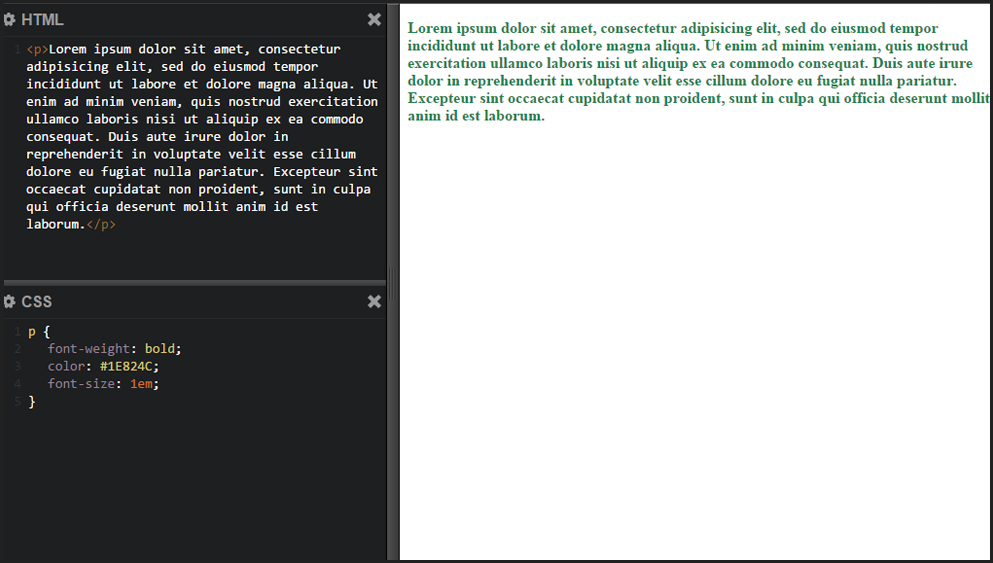 HTML
1 <p>Lorem ipsum dolor sit amet, consectetur
adipisicing elit, sed do eiusmod tempor
incididunt ut labore et dolore magna aliqua. Ut
enim ad minim veniam, quis nostrud exercitation
ullamco laboris nisi ut aliquip ex ea commodo
consequat. Duis aute irure dolor in
reprehenderit in voluptate velit esse cillum
dolore eu fugiat nulla pariatur. Excepteur sint
occaecat cupidatat non proident, sunt in culpa
qui officia deserunt mollit anim id est
laborum.</p>
CSS
1 p {
2 font-weight: bold;
3 color: #1E824C;
4 font-size: 1em;
5 }
Lorem ipsum dolor sit amet, consectetur adipisicing elit, sed do eiusmod tempor
incididunt ut labore et dolore magna aliqua. Ut enim ad minim veniam, quis nostrud
exercitation ullamco laboris nisi ut aliquip ex ea commodo consequat. Duis aute irure
dolor in reprehenderit in voluptate velit esse cillum dolore eu fugiat nulla pariatur.
Excepteur sint occaecat cupidatat non proident, sunt in culpa qui officia deserunt mollit
anim id est laborum.